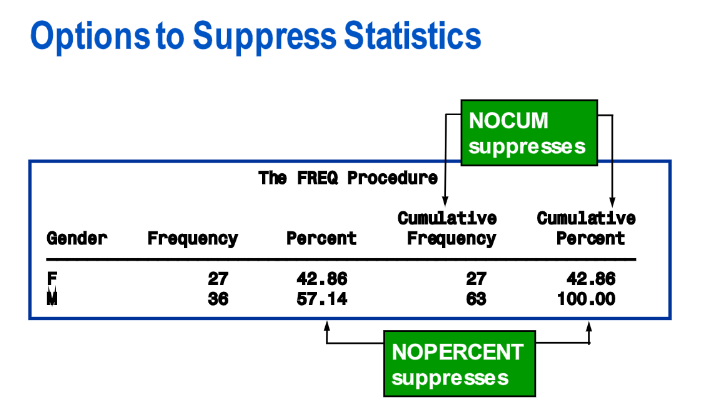 Options to Suppress Statistics
NOCUM
suppresses
The FREQ Procedure
Cumulative Cumulative
Gender Frequency Percent Frequency Percent
F 27 42.86 27 42.86
M 36 57.14 63 100.00
NOPERCENT
suppresses